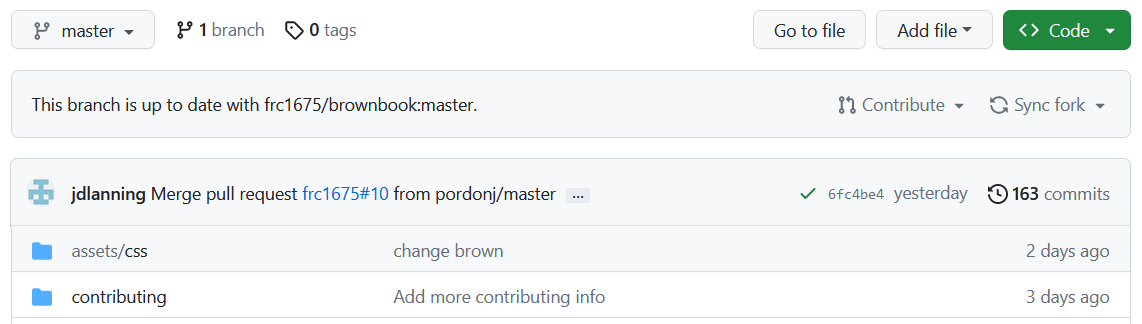 master 1 branch 0 tags Go to file Add file Code
This branch is up to date with frc1675/brownbook:master. Contribute Sync fork
jdlanning Merge pull request frc1675#10 from pordonj/master ... 6fc4be4 yesterday 163 commits
assets/css change brown 2 days ago
contributing Add more contributing info 3 days ago